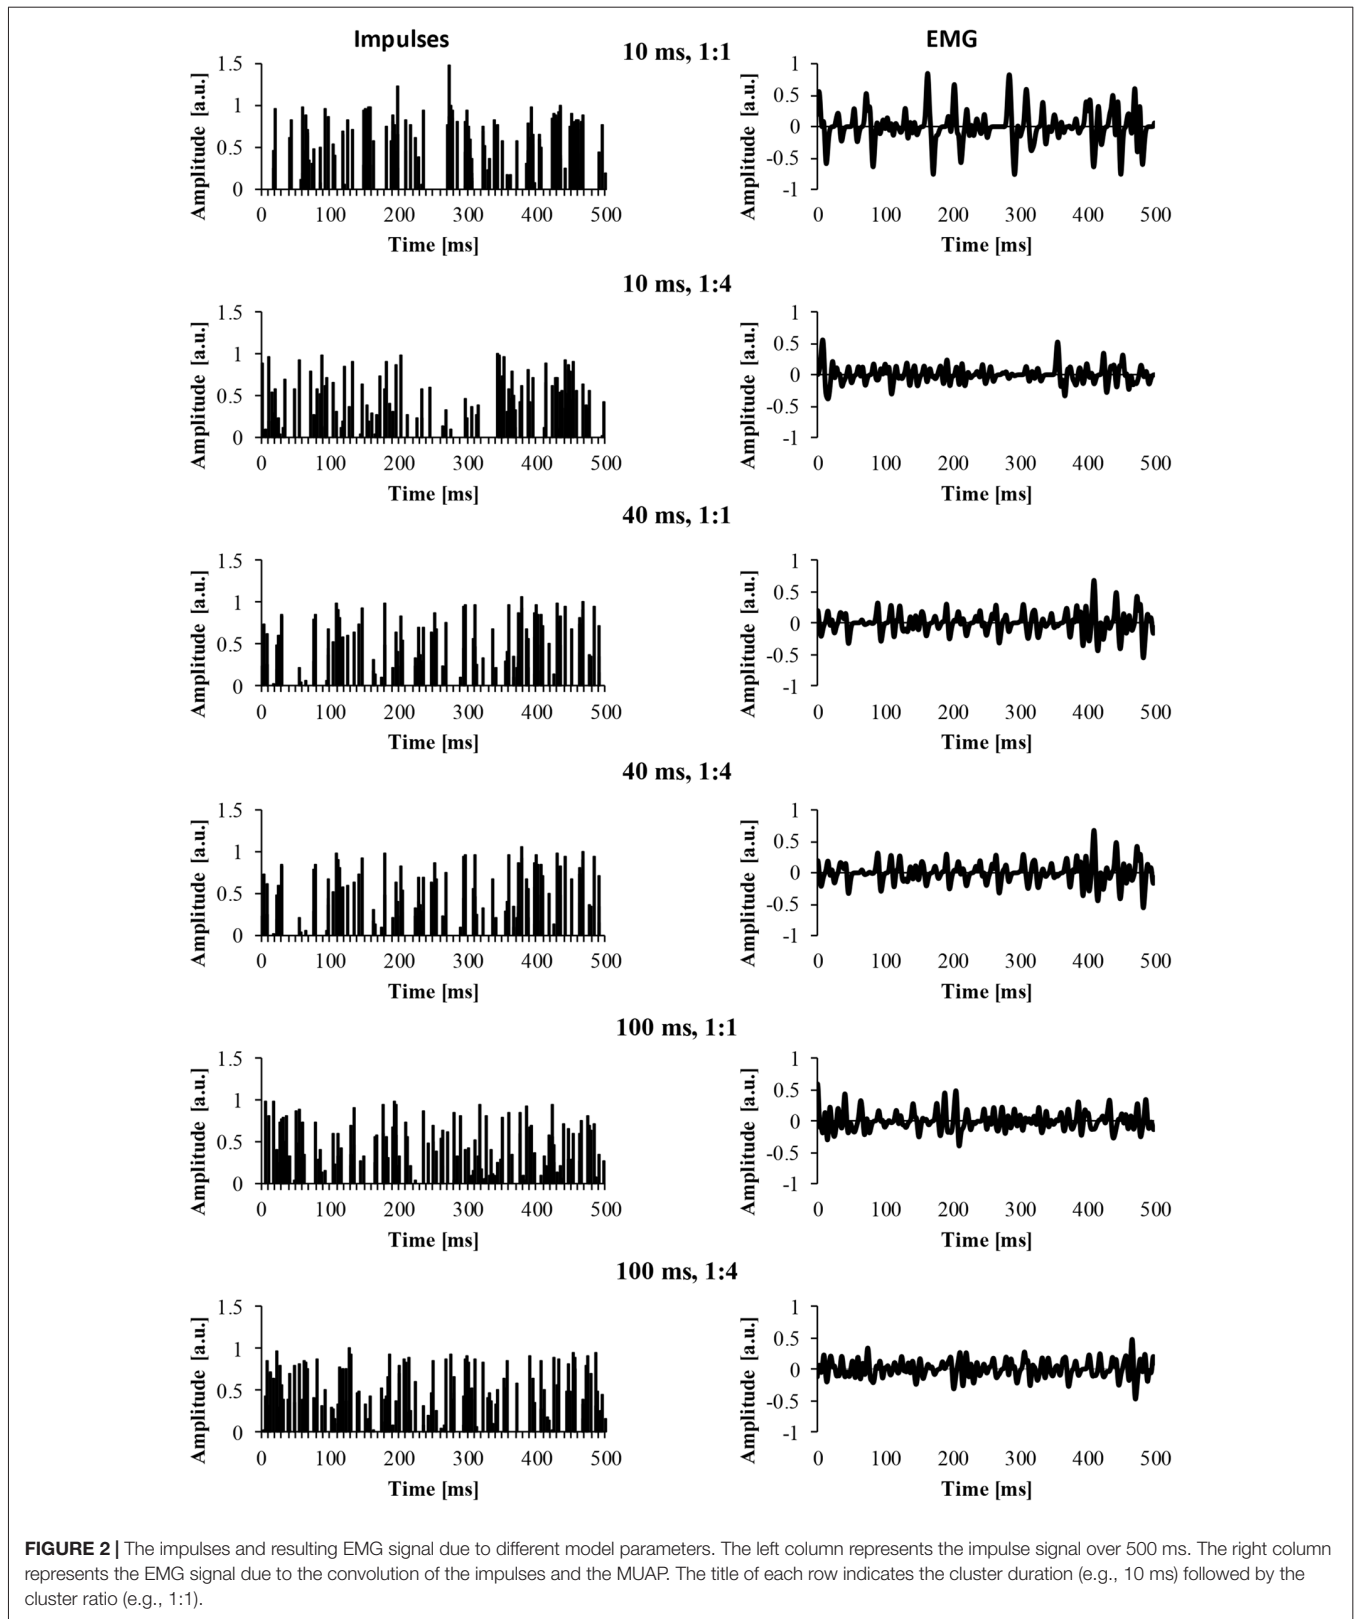 Impulses
EMG
10 ms, 1:1
1.5
1
0.5
0
Amplitude [a.u.]
0 100 200 300 400 500
Time [ms]
1
0.5
0
-0.5
-1
Amplitude [a.u.]
0 100 200 300 400 500
Time [ms]
10 ms, 1:4
1.5
1
0.5
0
Amplitude [a.u.]
0 100 200 300 400 500
Time [ms]
1
0.5
0
-0.5
-1
Amplitude [a.u.]
0 100 200 300 400 500
Time [ms]
40 ms, 1:1
1.5
1
0.5
0
Amplitude [a.u.]
0 100 200 300 400 500
Time [ms]
1
0.5
0
-0.5
-1
Amplitude [a.u.]
0 100 200 300 400 500
Time [ms]
40 ms, 1:4
1.5
1
0.5
0
Amplitude [a.u.]
0 100 200 300 400 500
Time [ms]
1
0.5
0
-0.5
-1
Amplitude [a.u.]
0 100 200 300 400 500
Time [ms]
100 ms, 1:1
1.5
1
0.5
0
Amplitude [a.u.]
0 100 200 300 400 500
Time [ms]
1
0.5
0
-0.5
-1
Amplitude [a.u.]
0 100 200 300 400 500
Time [ms]
100 ms, 1:4
1.5
1
0.5
0
Amplitude [a.u.]
0 100 200 300 400 500
Time [ms]
1
0.5
0
-0.5
-1
Amplitude [a.u.]
0 100 200 300 400 500
Time [ms]
FIGURE 2 | The impulses and resulting EMG signal due to different model parameters. The left column represents the impulse signal over 500 ms. The right column
represents the EMG signal due to the convolution of the impulses and the MUAP. The title of each row indicates the cluster duration (e.g., 10 ms) followed by the
cluster ratio (e.g., 1:1).